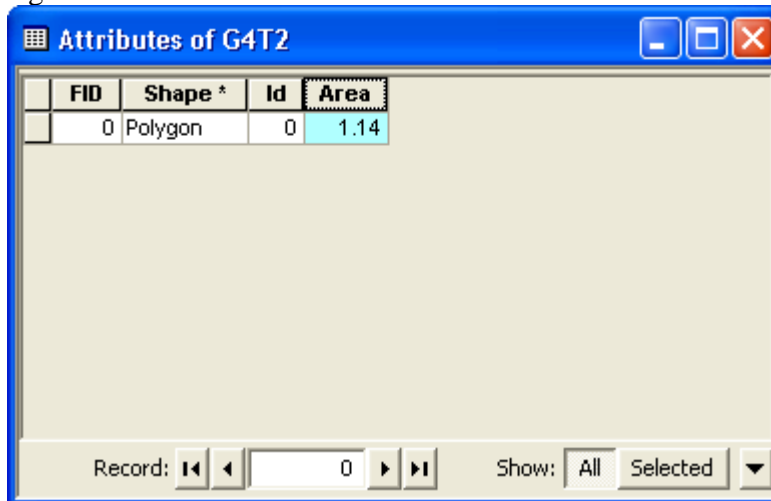 Attributes of G4T2
FID Shape * Id Area
0 Polygon 0 1.14
Record: 0 Show: All Selected